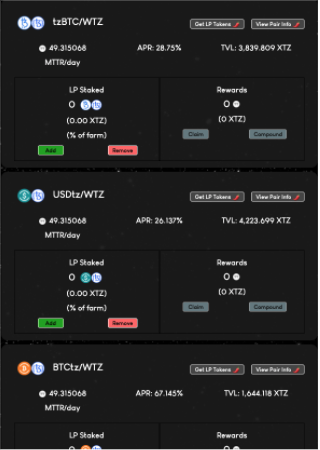 tzBTC/WTZ
Get LP Tokens
View Pair Info
49.315068
MTTR/day
APR: 28.75%
TVL: 3,839.809 XTZ
LP Staked
0
(0.00 XTZ)
(% of farm)
Add
Remove
Rewards
0
(0 XTZ)
Claim
Compound
USDtz/WTZ
Get LP Tokens
View Pair Info
49.315068
MTTR/day
APR: 26.137%
TVL: 4,223.699 XTZ
LP Staked
0
(0.00 XTZ)
(% of farm)
Add
Remove
Rewards
0
(0 XTZ)
Claim
Compound
BTCtz/WTZ
Get LP Tokens
View Pair Info
49.315068
MTTR/day
APR: 67.145%
TVL: 1,644.118 XTZ
LP Staked
0
Rewards
0